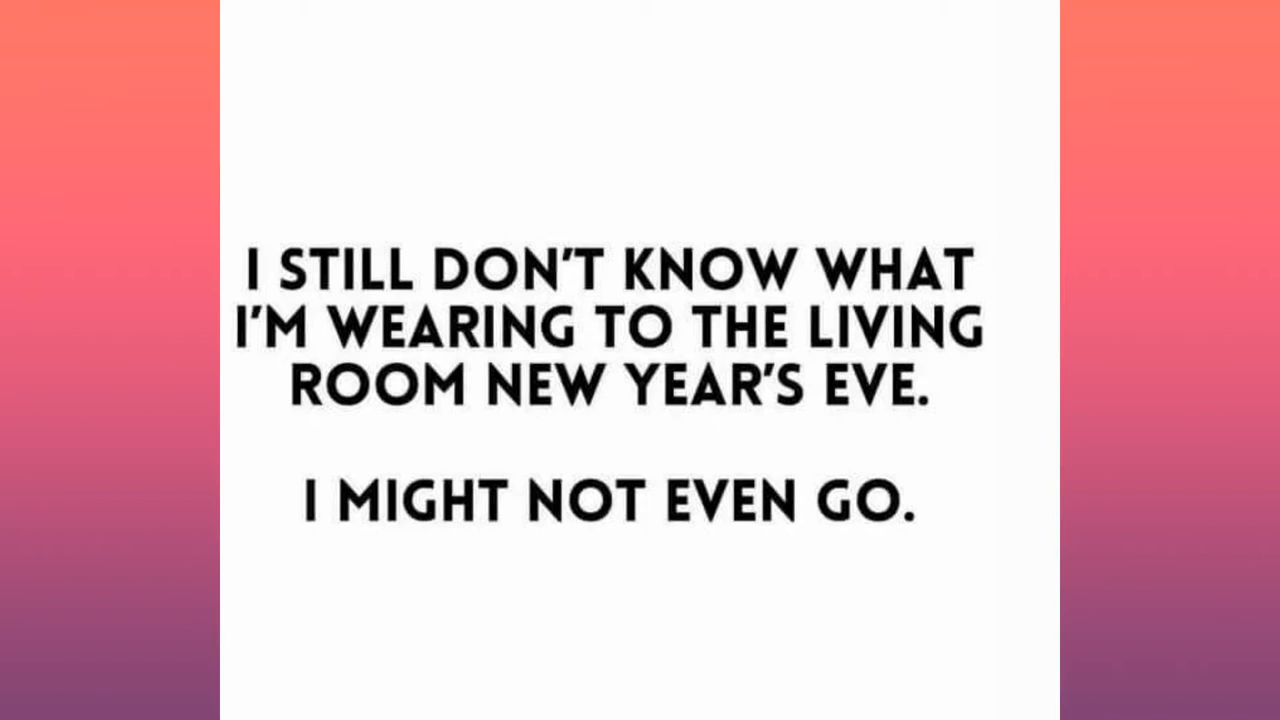 I STILL DON'T KNOW WHAT
I'M WEARING TO THE LIVING
ROOM NEW YEAR'S EVE.
I MIGHT NOT EVEN GO.